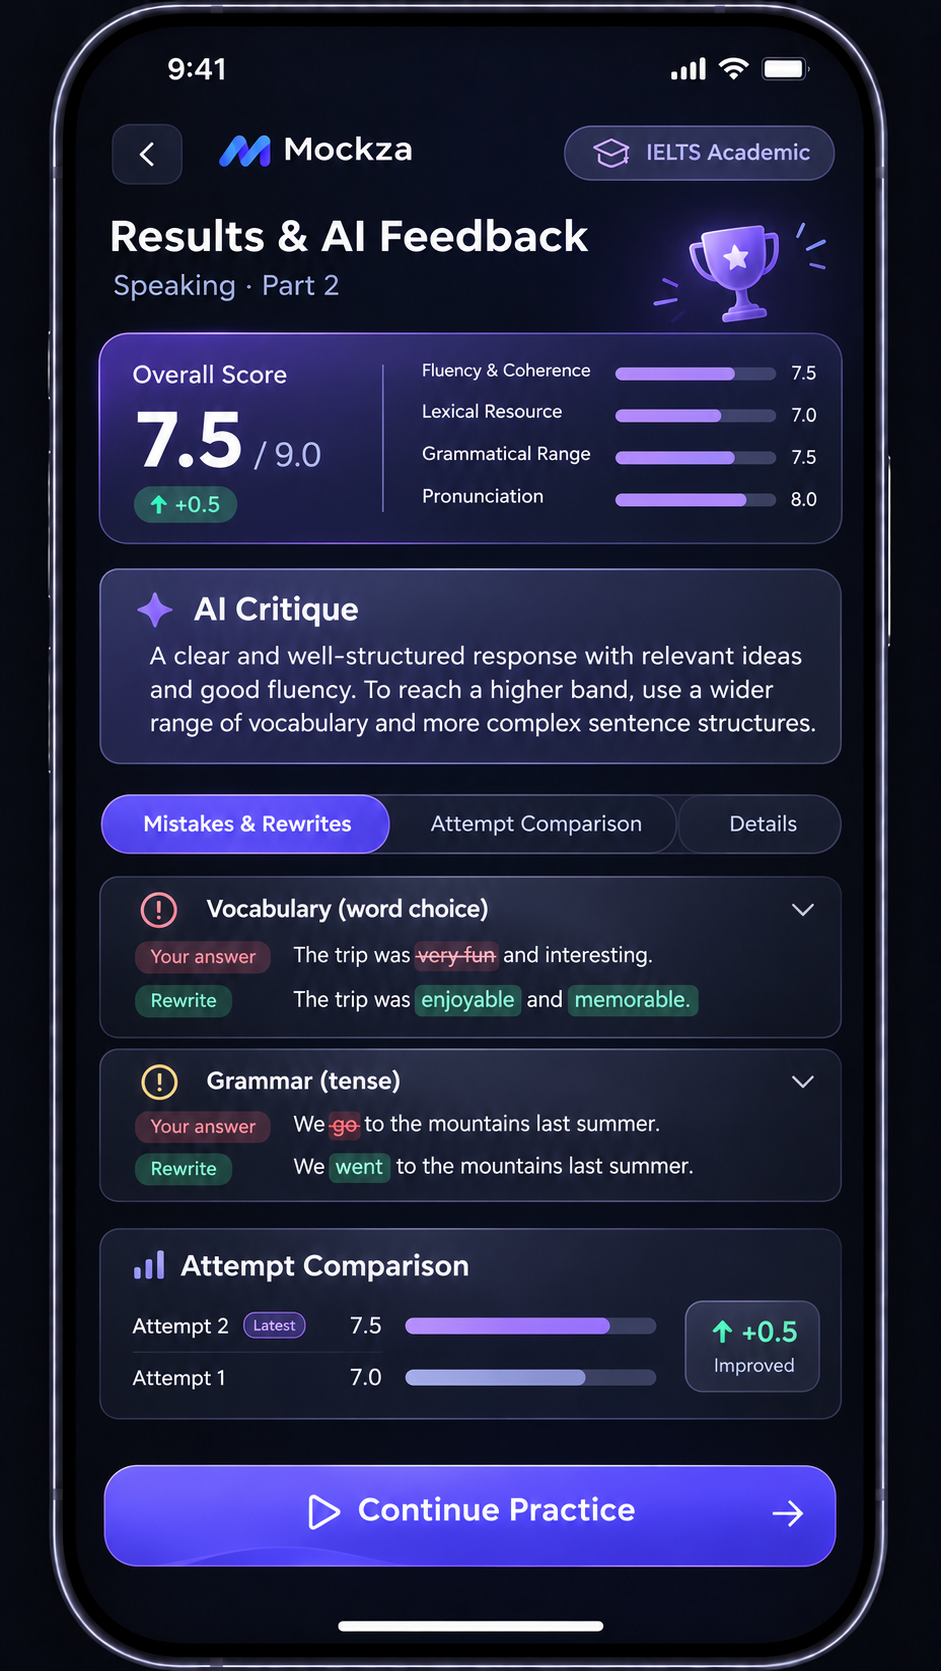 9:41
Mockza
IELTS Academic
Results & AI Feedback
Speaking · Part 2
Overall Score
7.5 / 9.0
+0.5
Fluency & Coherence 7.5
Lexical Resource 7.0
Grammatical Range 7.5
Pronunciation 8.0
AI Critique
A clear and well-structured response with relevant ideas
and good fluency. To reach a higher band, use a wider
range of vocabulary and more complex sentence structures.
Mistakes & Rewrites Attempt Comparison Details
Vocabulary (word choice)
Your answer The trip was very fun and interesting.
Rewrite The trip was enjoyable and memorable.
Grammar (tense)
Your answer We go to the mountains last summer.
Rewrite We went to the mountains last summer.
Attempt Comparison
Attempt 2 Latest 7.5
Attempt 1 7.0
+0.5
Improved
Continue Practice